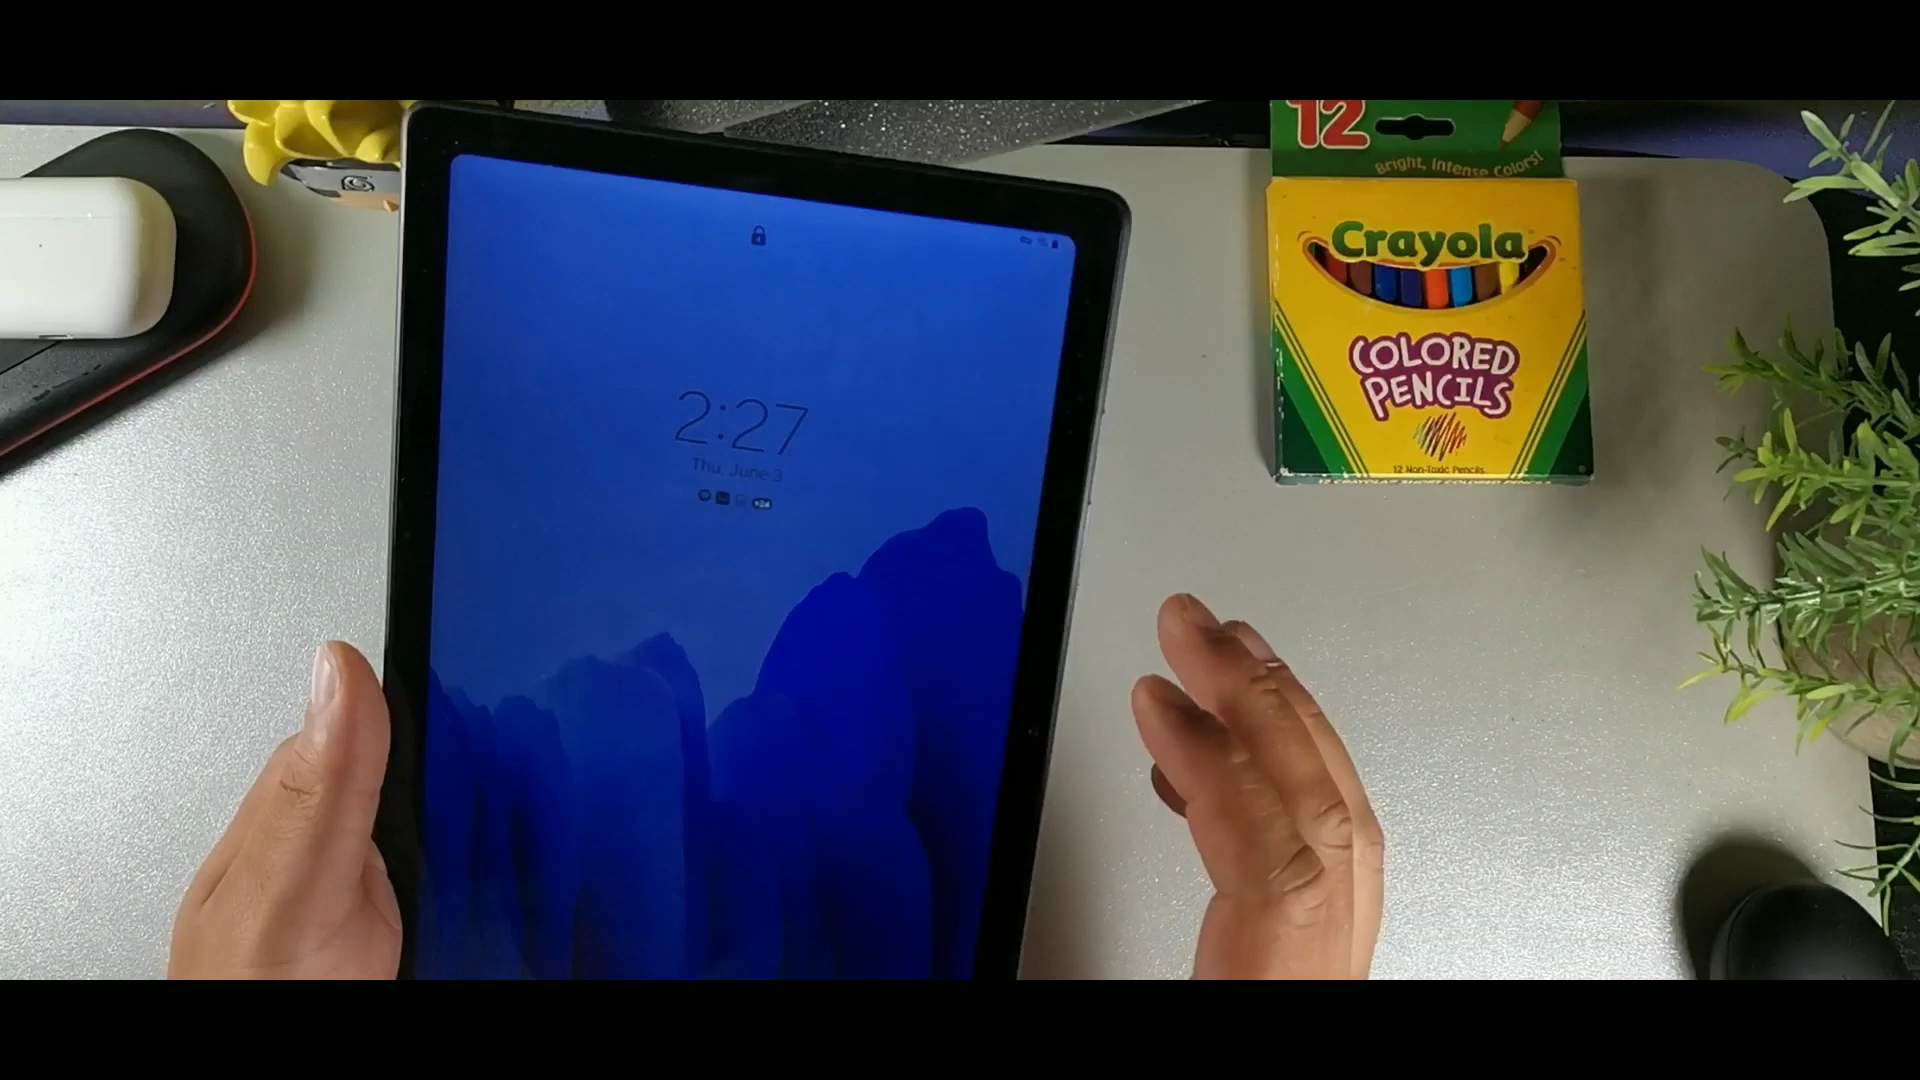 2:27
Thu, June 3
12
Bright, Intense Colors!
Crayola
COLORED
PENCILS
12 Non-Toxic Pencils